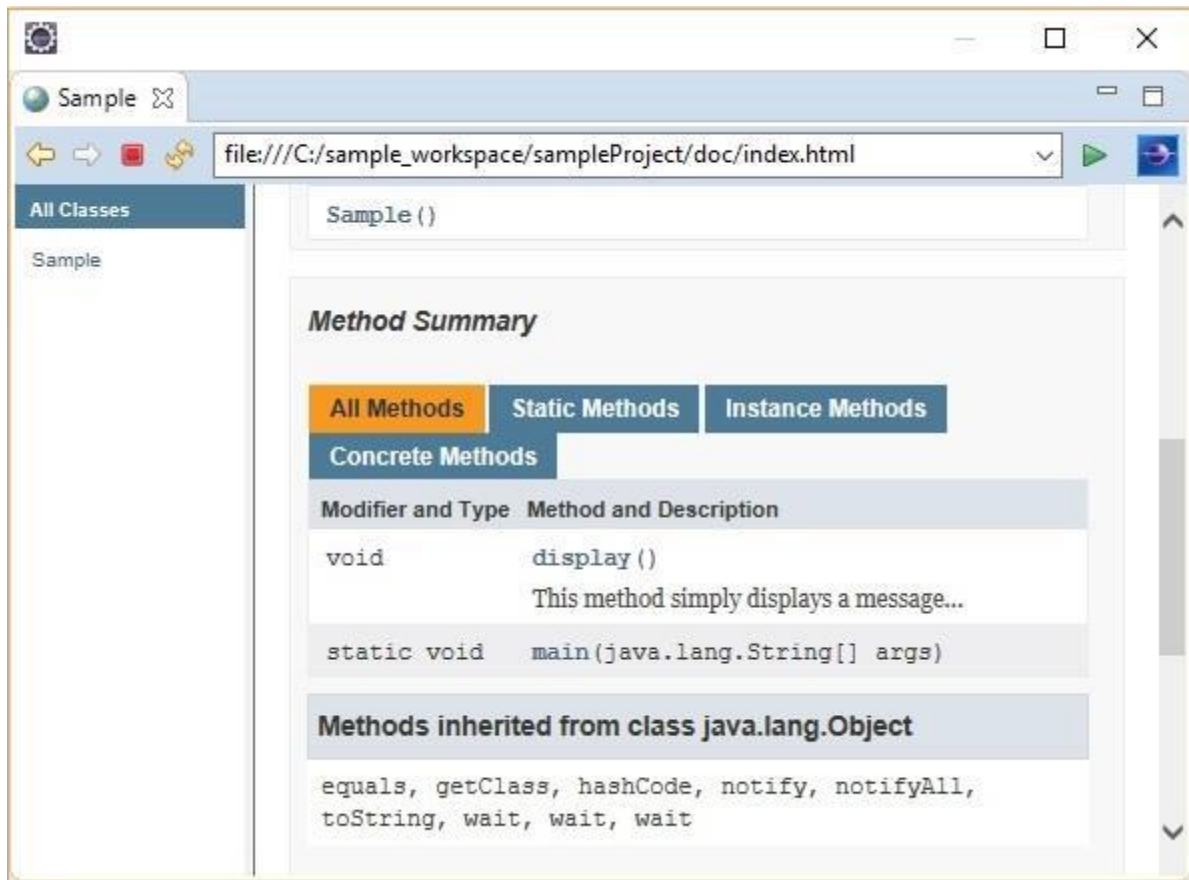 Sample
file:///C:/sample_workspace/sampleProject/doc/index.html
All Classes
Sample
Sample()
Method Summary
All Methods Static Methods Instance Methods
Concrete Methods
Modifier and Type Method and Description
void display()
This method simply displays a message...
static void main(java.lang.String[] args)
Methods inherited from class java.lang.Object
equals, getClass, hashCode, notify, notifyAll,
toString, wait, wait, wait